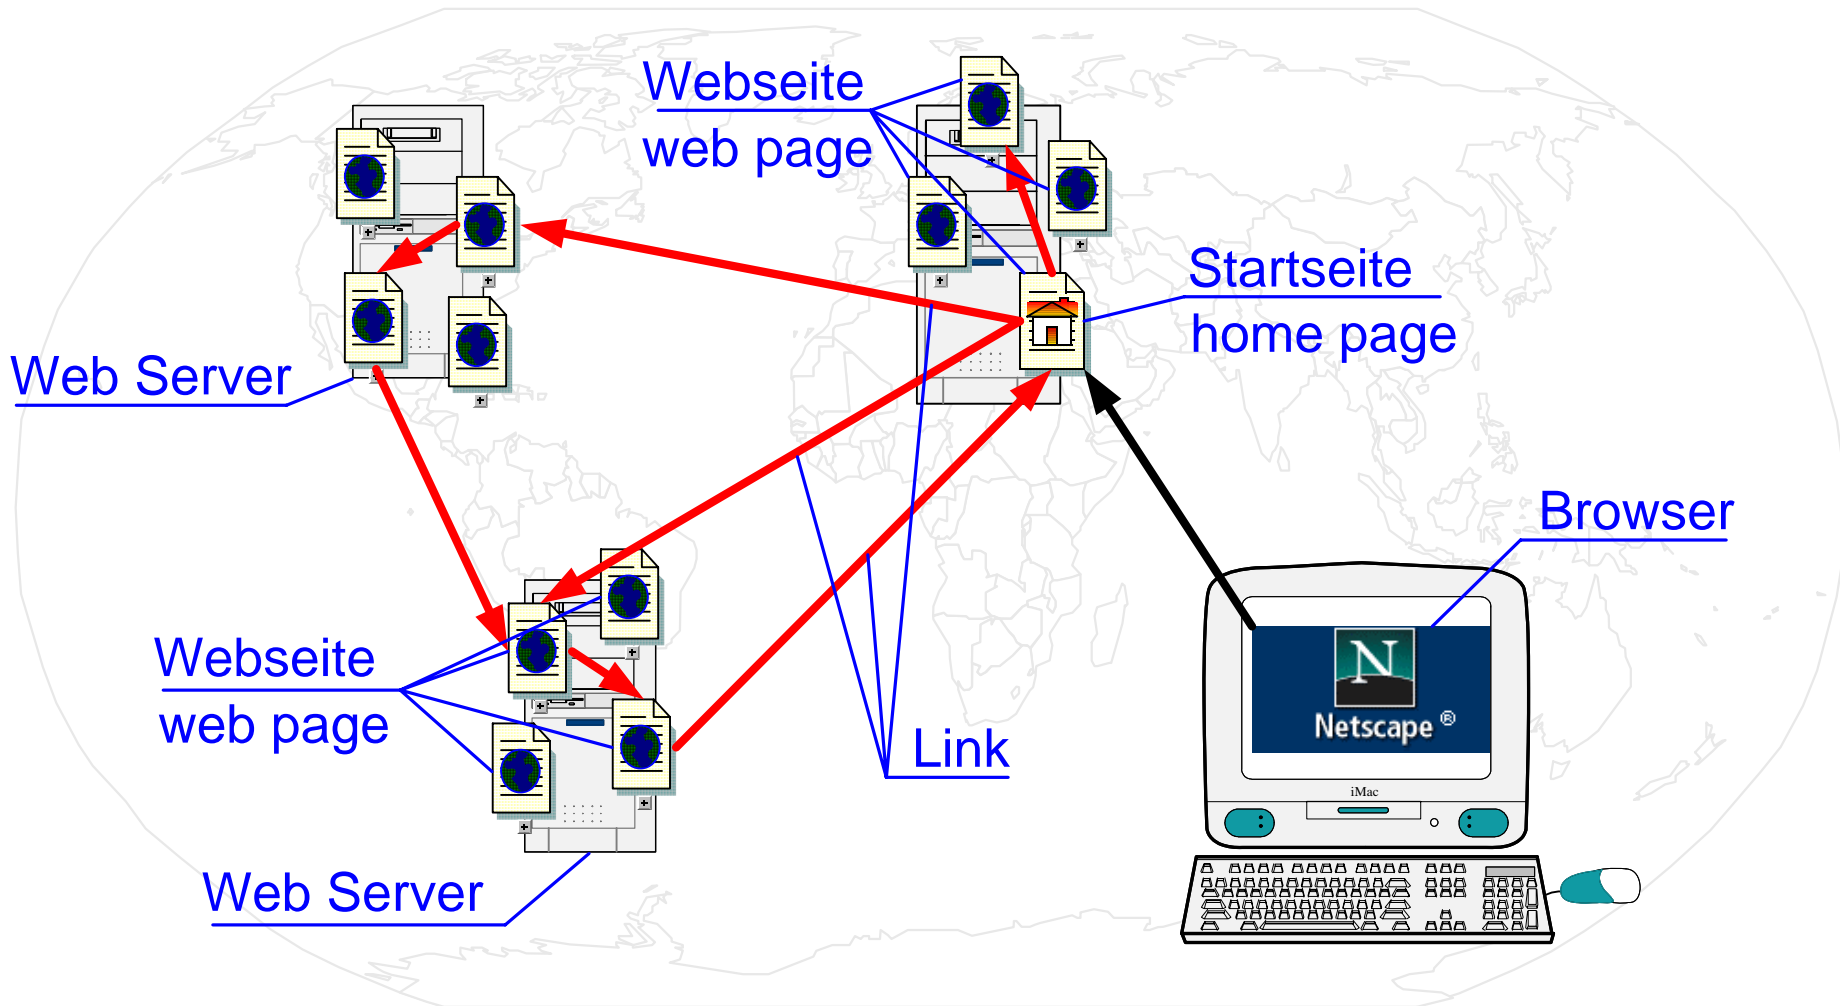 Webseite
web page
Startseite
home page
Web Server
Browser
Webseite
web page
Link
N
Netscape ®
iMac
Web Server